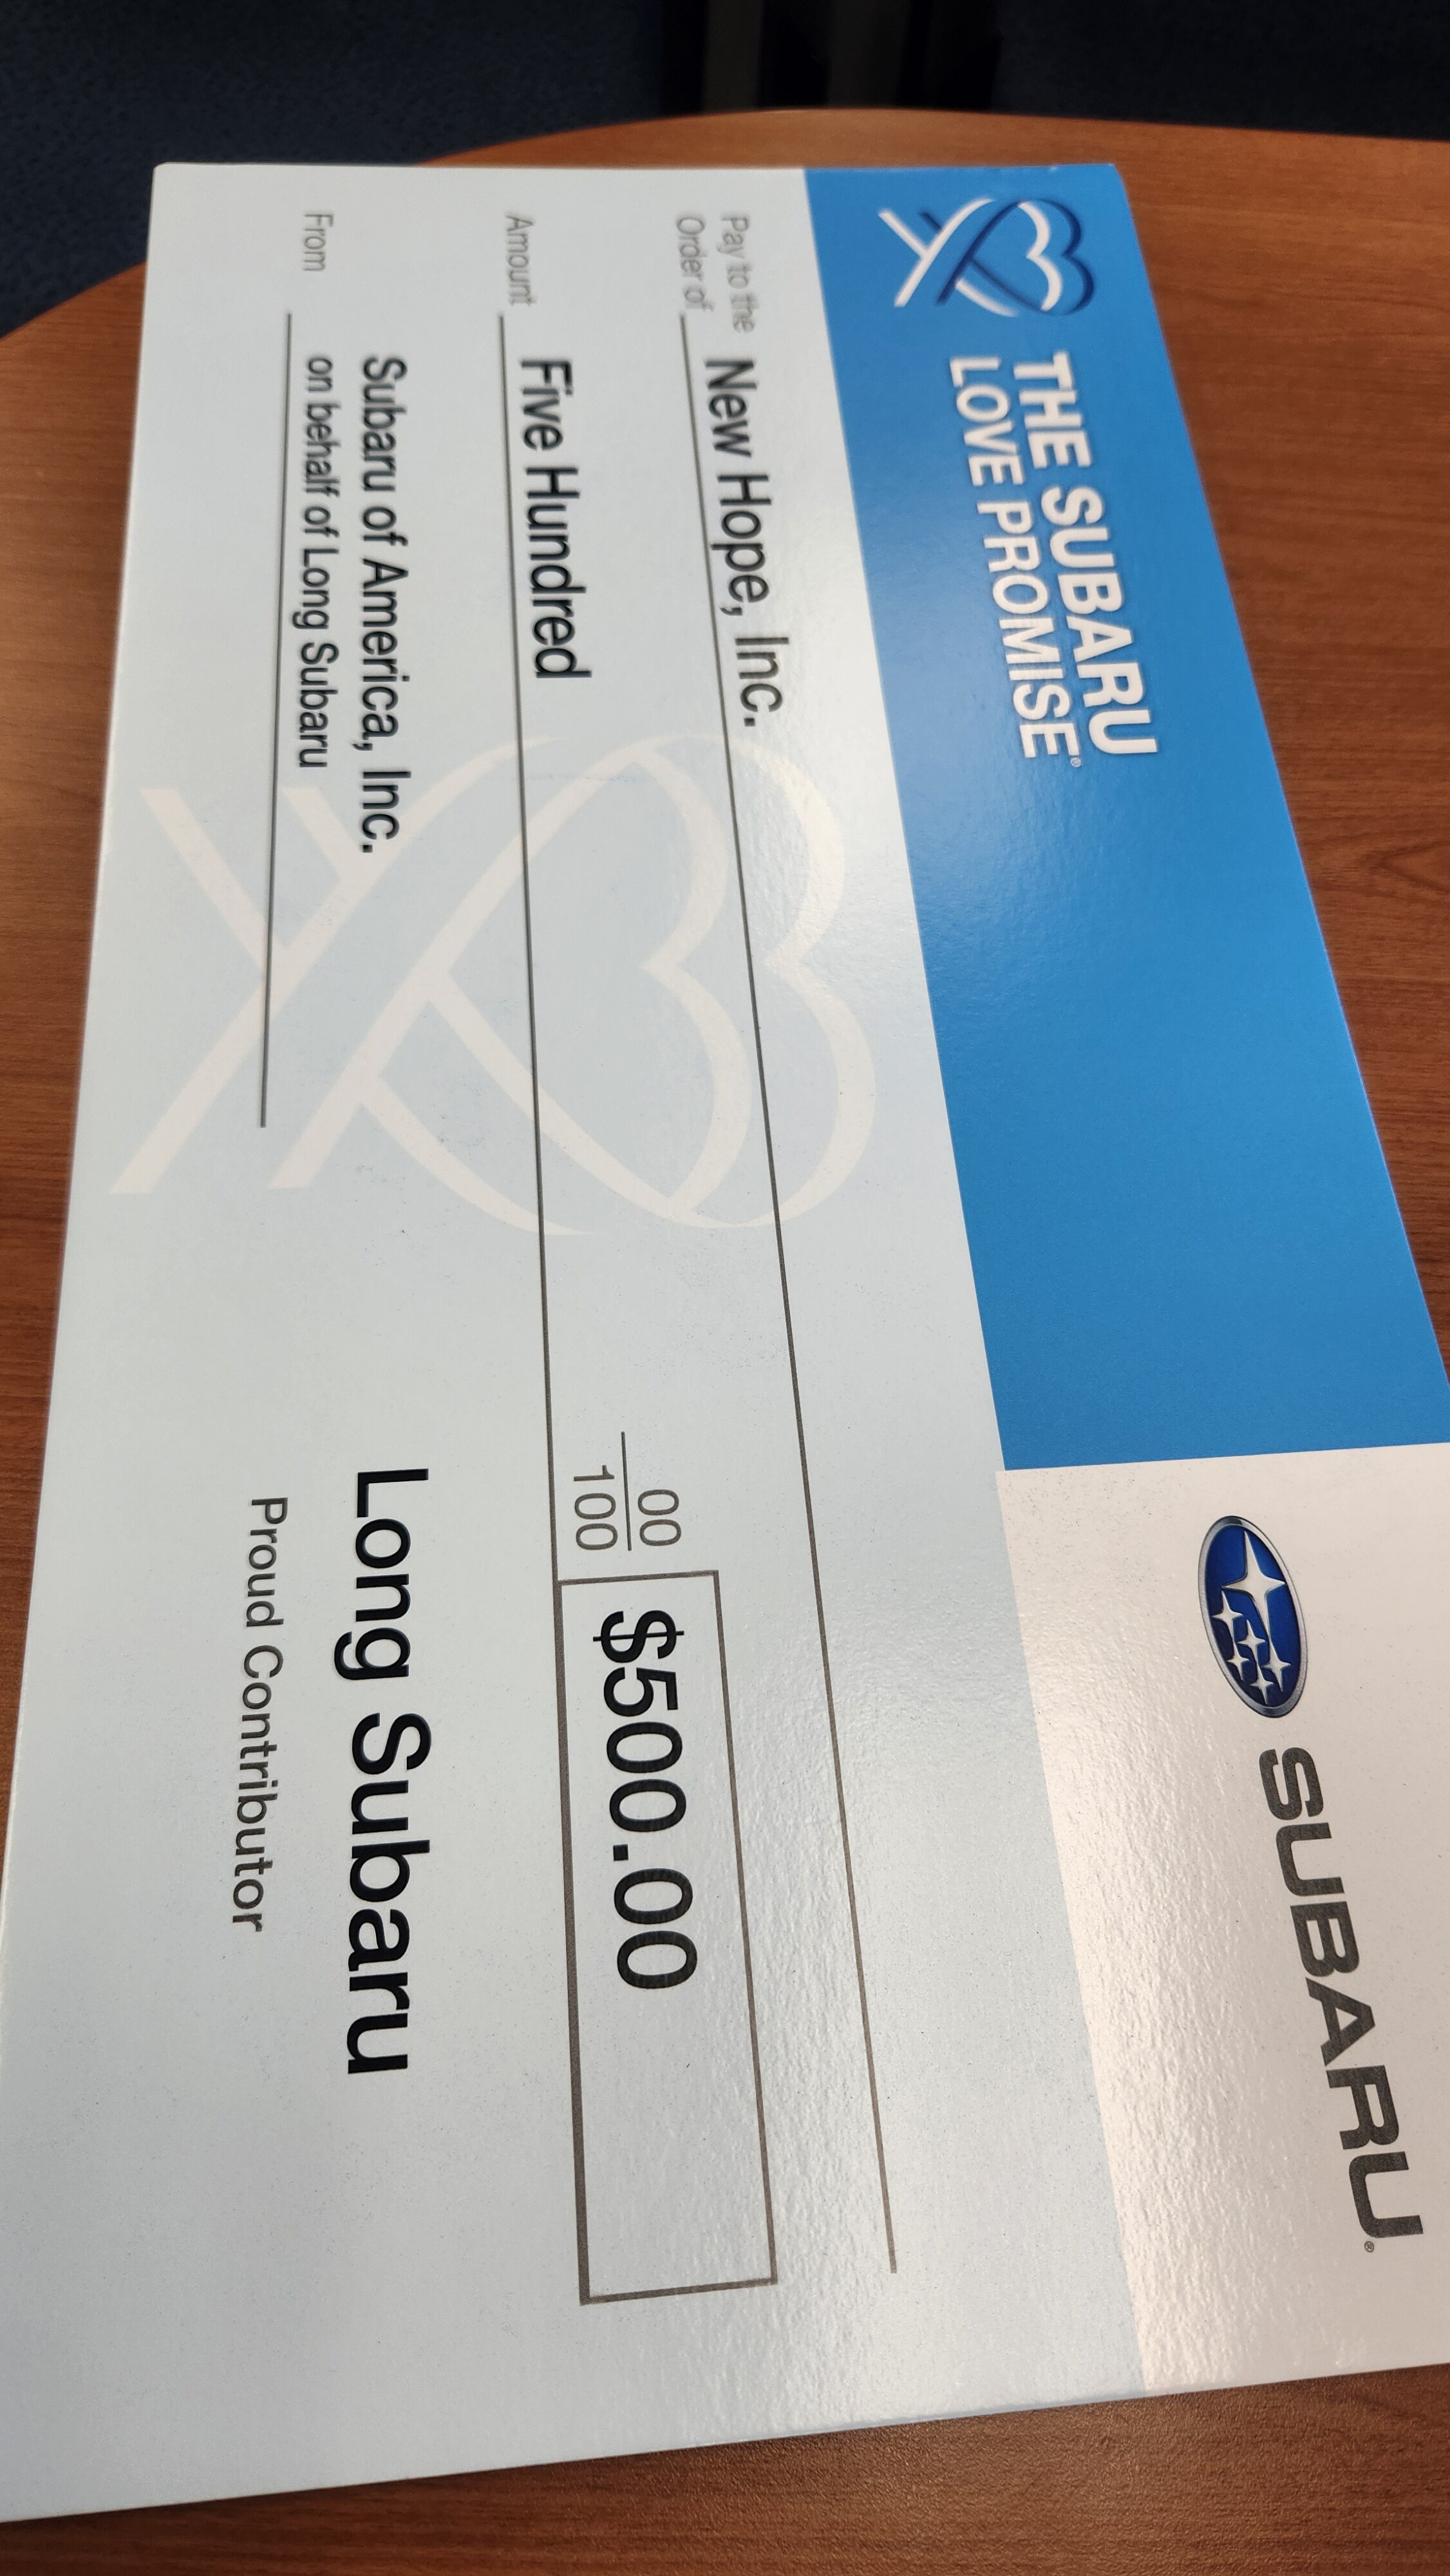 THE SUBARU
LOVE PROMISE®
SUBARU®
Pay to the
Order of
New Hope, Inc.
Amount
Five Hundred
00
100
$500.00
From
Subaru of America, Inc.
on behalf of Long Subaru
Long Subaru
Proud Contributor